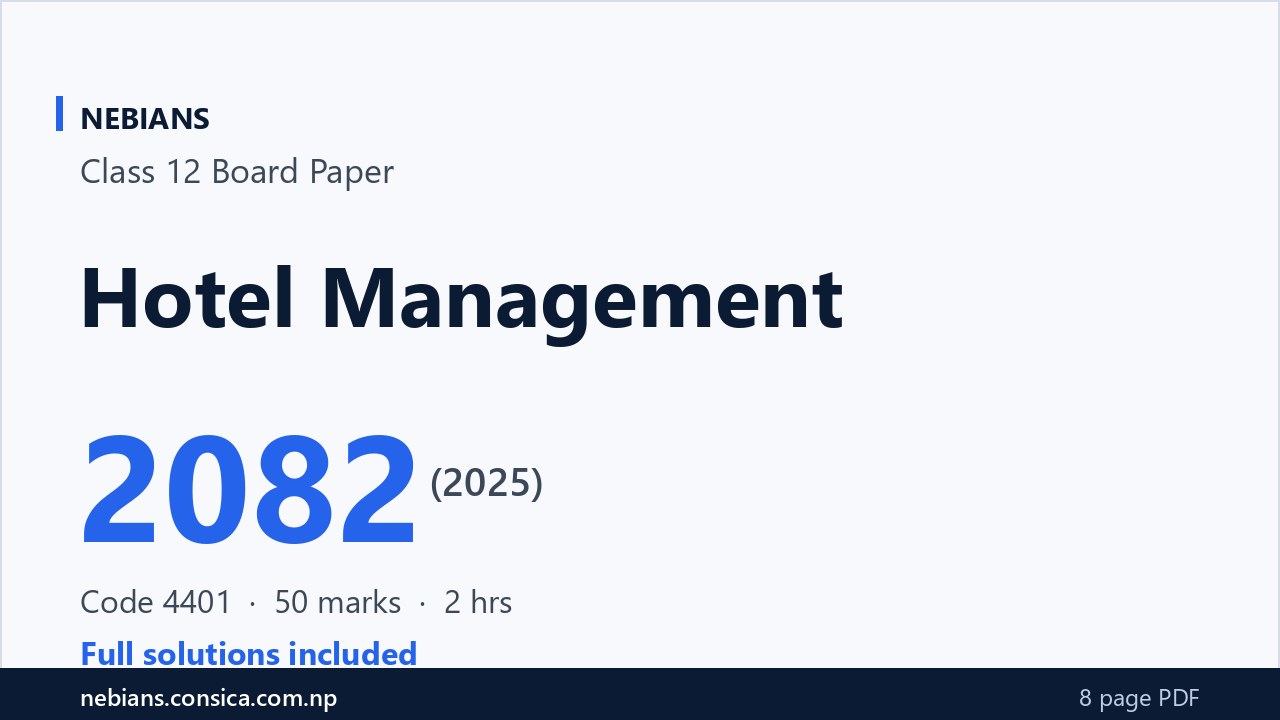 NEBIANS
Class 12 Board Paper
Hotel Management
2082 (2025)
Code 4401 · 50 marks · 2 hrs
Full solutions included
nebians.consica.com.np 8 page PDF